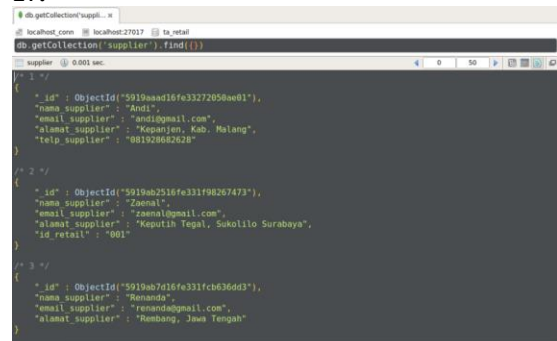 db.getCollection('suppli... ×
localhost_conn localhost:27017 ta_retail
db.getCollection('supplier').find({})
supplier 0.001 sec. 0 50
/* 1 */
{
"_id" : ObjectId("5919aaad16fe33272050ae01"),
"nama_supplier" : "Andi",
"email_supplier" : "andi@gmail.com",
"alamat_supplier" : "Kepanjen, Kab. Malang",
"telp_supplier" : "081928682628"
}
/* 2 */
{
"_id" : ObjectId("5919ab2516fe331f98267473"),
"nama_supplier" : "Zaenal",
"email_supplier" : "zaenal@gmail.com",
"alamat_supplier" : "Keputih Tegal, Sukolilo Surabaya",
"id_retail" : "001"
}
/* 3 */
{
"_id" : ObjectId("5919ab7d16fe331fcb636dd3"),
"nama_supplier" : "Renanda",
"email_supplier" : "renanda@gmail.com",
"alamat_supplier" : "Rembang, Jawa Tengah"
}